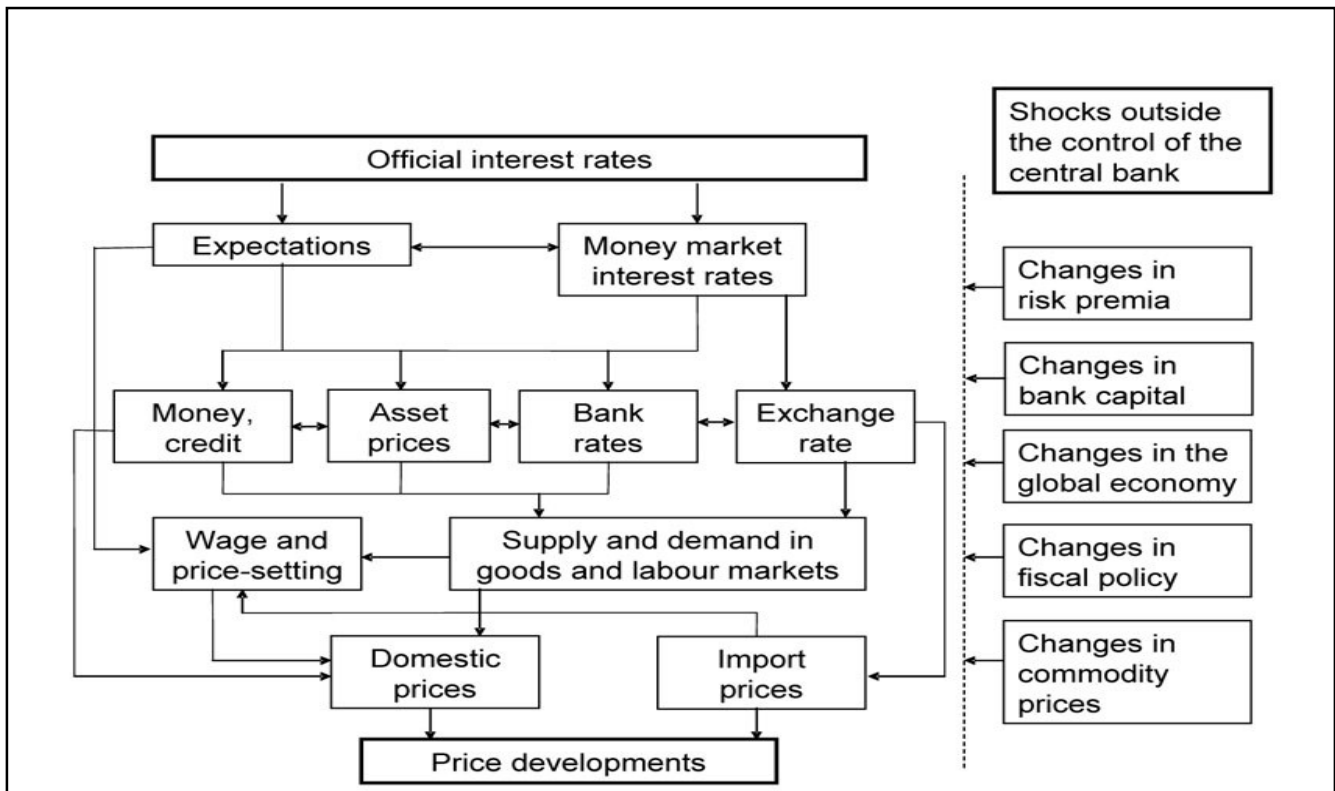 Shocks outside
the control of the
central bank
Official interest rates
Expectations
Money market
interest rates
Changes in
risk premia
Changes in
bank capital
Money,
credit
Asset
prices
Bank
rates
Exchange
rate
Changes in the
global economy
Wage and
price-setting
Supply and demand in
goods and labour markets
Changes in
fiscal policy
Domestic
prices
Import
prices
Changes in
commodity
prices
Price developments